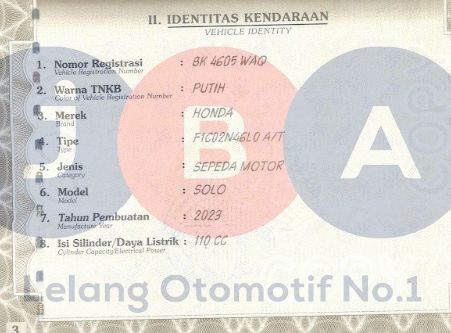 II. IDENTITAS KENDARAAN
VEHICLE IDENTITY
1. Nomor Registrasi : BK 4605 WAQ
Vehicle Registration Number
2. Warna TNKB : PUTIH
Color of Vehicle Registration Number
3. Merek : HONDA
Brand
4. Tipe : F1C02N46L0 A/T
Type
5. Jenis : SEPEDA MOTOR
Category
6. Model : SOLO
Model
7. Tahun Pembuatan : 2023
Manufacture Year
8. Isi Silinder/Daya Listrik : 110 CC
Cylinder Capacity/Electrical Power
JBA
Lelang Otomotif No.1
3